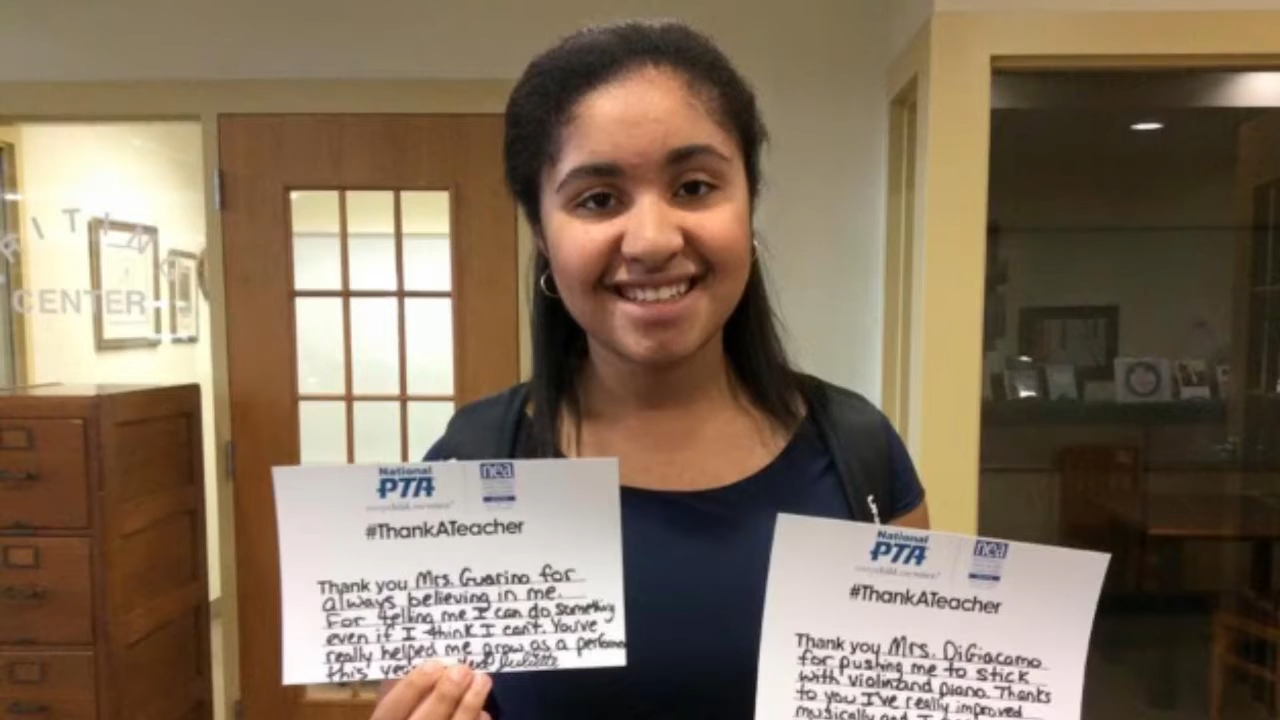 RITING
CENTER
National
PTA
nea
#ThankATeacher
Thank you Mrs. Guarino for
always believing in me.
For telling me I can do something
even if I think I can't. You've
really helped me grow as a
this Juliette
National
PTA
nea
#ThankATeacher
Thank you Mrs. DiGiacomo
for pushing me to stick
with violin and piano. Thanks
to you I've really improved
musically and I